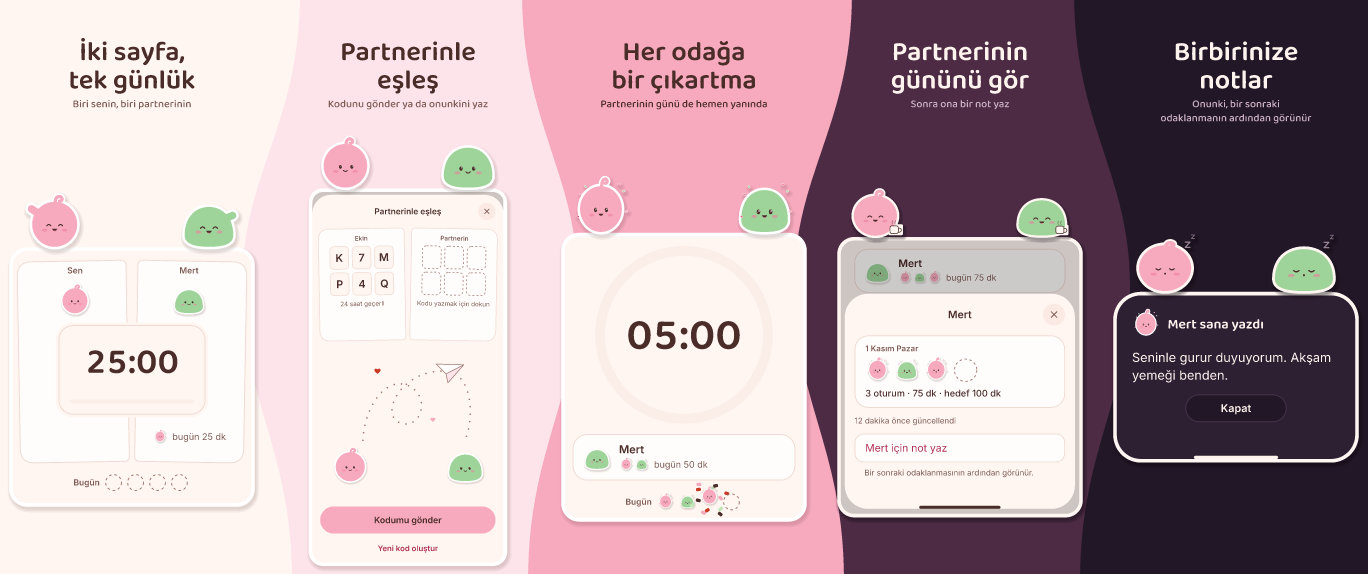 İki sayfa,
tek günlük
Biri senin, biri partnerinin
Sen
Mert
25:00
bugün 25 dk
Bugün
Partnerinle
eşleş
Kodunu gönder ya da onunkini yaz
Partnerinle eşleş
Ekin
Partnerin
K 7 M
P 4 Q
24 saat geçerli
Kodu yazmak için dokun
Kodumu gönder
Yeni kod oluştur
Her odağa
bir çıkartma
Partnerinin günü de hemen yanında
05:00
Mert
bugün 50 dk
Bugün
Partnerinin
gününü gör
Sonra ona bir not yaz
Mert
bugün 75 dk
Mert
1 Kasım Pazar
3 oturum · 75 dk · hedef 100 dk
12 dakika önce güncellendi
Mert için not yaz
Bir sonraki odaklanmasının ardından görünür.
Birbirinize
notlar
Onunki, bir sonraki
odaklanmanın ardından görünür
z
z
z
z
Mert sana yazdı
Seninle gurur duyuyorum. Akşam
yemeği benden.
Kapat